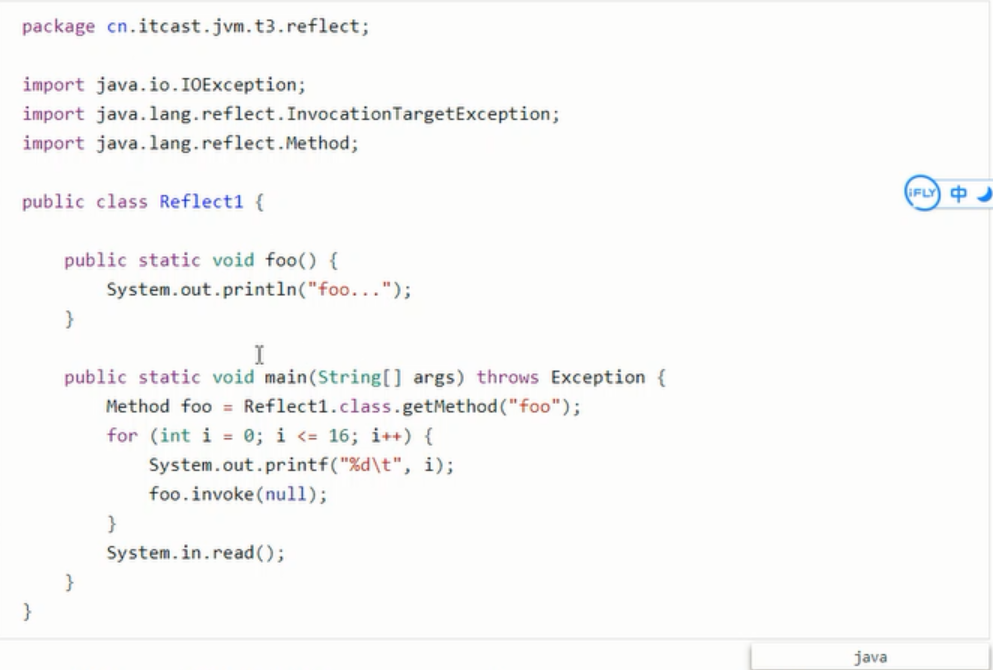 package cn.itcast.jvm.t3.reflect;
import java.io.IOException;
import java.lang.reflect.InvocationTargetException;
import java.lang.reflect.Method;
public class Reflect1 {
    public static void foo() {
        System.out.println("foo...");
    }
    public static void main(String[] args) throws Exception {
        Method foo = Reflect1.class.getMethod("foo");
        for (int i = 0; i <= 16; i++) {
            System.out.printf("%d\t", i);
            foo.invoke(null);
        }
        System.in.read();
    }
}
iFLY 中
java